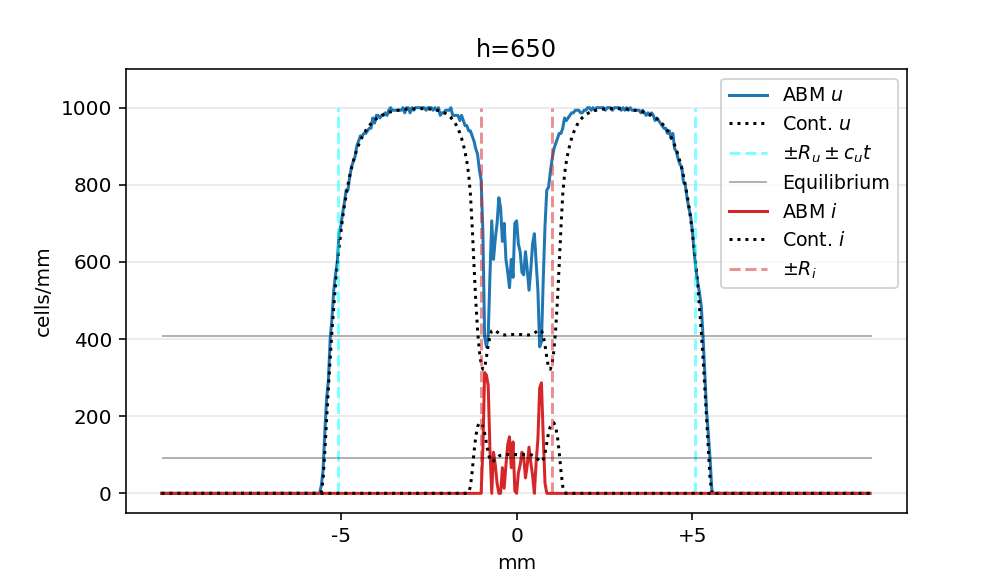 h=650
cells/mm
1000
800
600
400
200
0
-5
0
+5
mm
ABM u
Cont. u
±R_u ± c_u t
Equilibrium
ABM i
Cont. i
±R_i